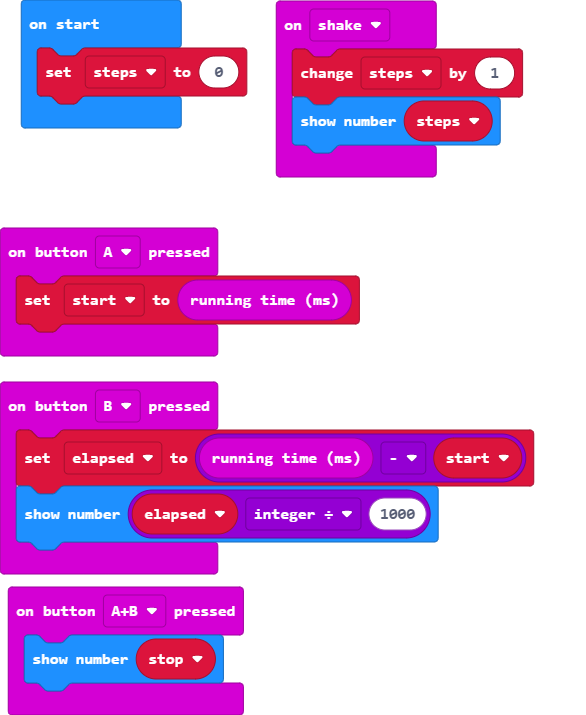 on start
set steps to 0
on shake
change steps by 1
show number steps
on button A pressed
set start to running time (ms)
on button B pressed
set elapsed to running time (ms) - start
show number elapsed integer ÷ 1000
on button A+B pressed
show number stop